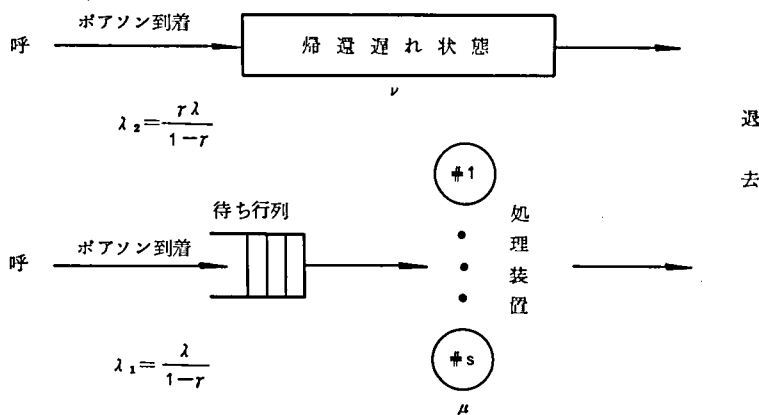 呼 ポアソン到着 帰還遅れ状態
ν
λ₂=γλ/1-γ
退去
#1
待ち行列
処理装置
呼 ポアソン到着
λ₁=λ/1-γ
#s
μ